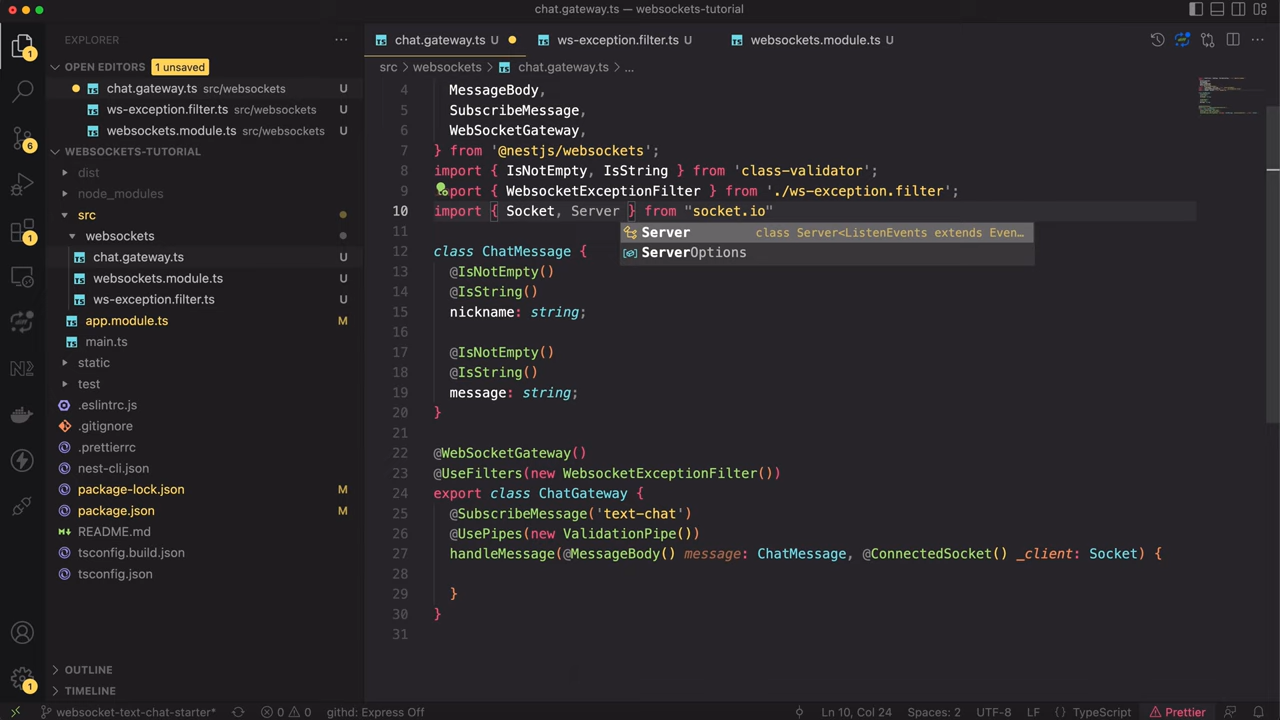 chat.gateway.ts — websockets-tutorial
EXPLORER
OPEN EDITORS 1 unsaved
chat.gateway.ts src/websockets U
ws-exception.filter.ts src/websockets U
websockets.module.ts src/websockets U
WEBSOCKETS-TUTORIAL
dist
node_modules
src
websockets
chat.gateway.ts U
websockets.module.ts U
ws-exception.filter.ts U
app.module.ts M
main.ts U
static
test
.eslintrc.js
.gitignore
.prettierrc
nest-cli.json
package-lock.json M
package.json M
README.md
tsconfig.build.json
tsconfig.json
OUTLINE
TIMELINE
1
6
1
1
chat.gateway.ts U
ws-exception.filter.ts U
websockets.module.ts U
src > websockets > chat.gateway.ts > ...
4 MessageBody,
5 SubscribeMessage,
6 WebSocketGateway,
7 } from '@nestjs/websockets';
8 import { IsNotEmpty, IsString } from 'class-validator';
9 port { WebsocketExceptionFilter } from './ws-exception.filter';
10 import { Socket, Server } from "socket.io"
11
Server class Server<ListenEvents extends Even…
ServerOptions
12 class ChatMessage {
13 @IsNotEmpty()
14 @IsString()
15 nickname: string;
16
17 @IsNotEmpty()
18 @IsString()
19 message: string;
20 }
21
22 @WebSocketGateway()
23 @UseFilters(new WebsocketExceptionFilter())
24 export class ChatGateway {
25 @SubscribeMessage('text-chat')
26 @UsePipes(new ValidationPipe())
27 handleMessage(@MessageBody() message: ChatMessage, @ConnectedSocket() _client: Socket) {
28
29 }
30 }
31
websocket-text-chat-starter* 0 0 githd: Express Off Ln 10, Col 24 Spaces: 2 UTF-8 LF { } TypeScript Prettier